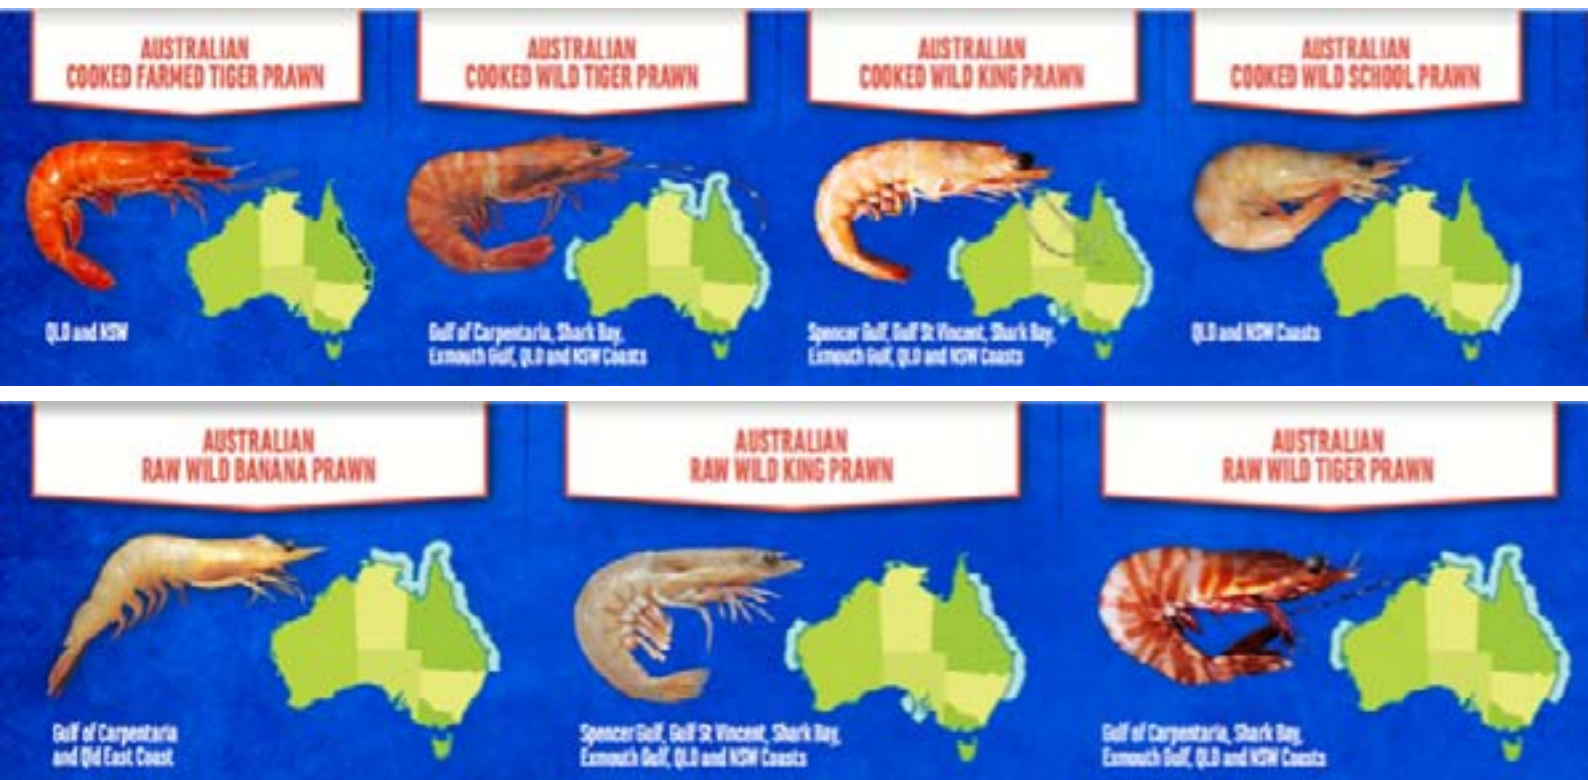 AUSTRALIAN
COOKED FARMED TIGER PRAWN
QLD and NSW
AUSTRALIAN
COOKED WILD TIGER PRAWN
Gulf of Carpentaria, Shark Bay,
Exmouth Gulf, QLD and NSW Coasts
AUSTRALIAN
COOKED WILD KING PRAWN
Spencer Gulf, Gulf St Vincent, Shark Bay,
Exmouth Gulf, QLD and NSW Coasts
AUSTRALIAN
COOKED WILD SCHOOL PRAWN
QLD and NSW Coasts
AUSTRALIAN
RAW WILD BANANA PRAWN
Gulf of Carpentaria
and Qld East Coast
AUSTRALIAN
RAW WILD KING PRAWN
Spencer Gulf, Gulf St Vincent, Shark Bay,
Exmouth Gulf, QLD and NSW Coasts
AUSTRALIAN
RAW WILD TIGER PRAWN
Gulf of Carpentaria, Shark Bay,
Exmouth Gulf, QLD and NSW Coasts